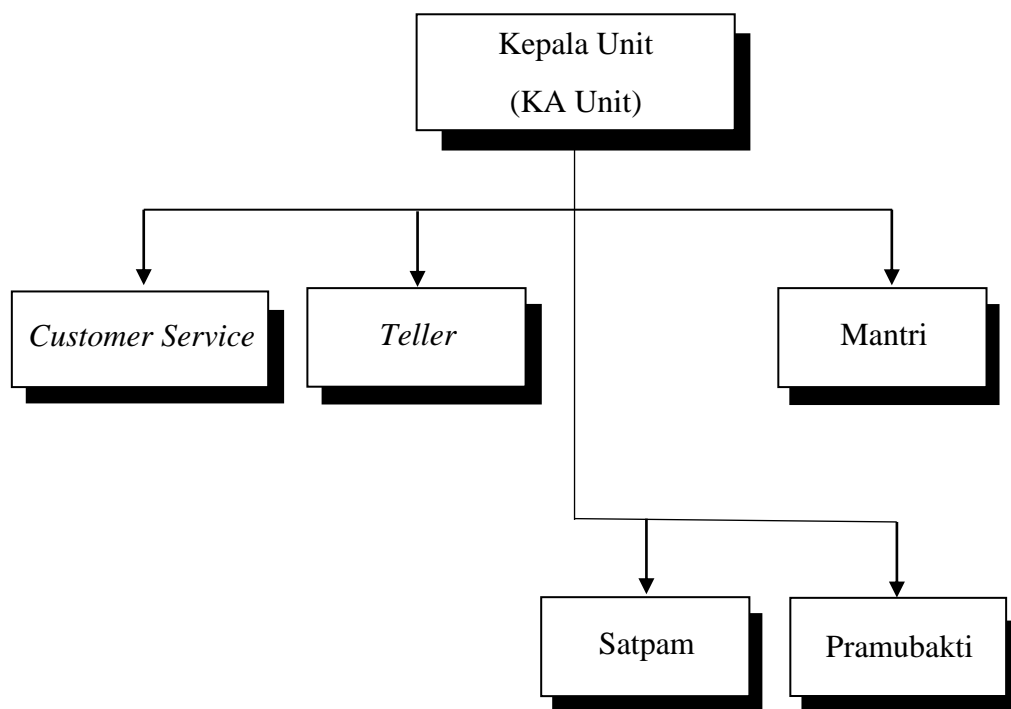 Kepala Unit
(KA Unit)
Customer Service
Teller
Mantri
Satpam
Pramubakti